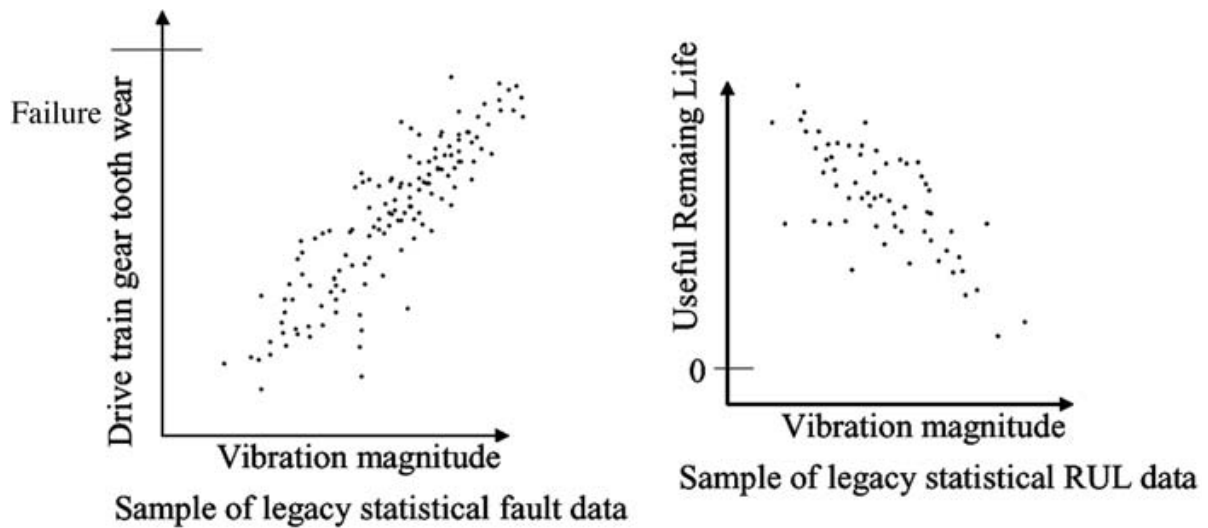 Failure
Drive train gear tooth wear
Vibration magnitude
Sample of legacy statistical fault data
Useful Remaing Life
0
Vibration magnitude
Sample of legacy statistical RUL data